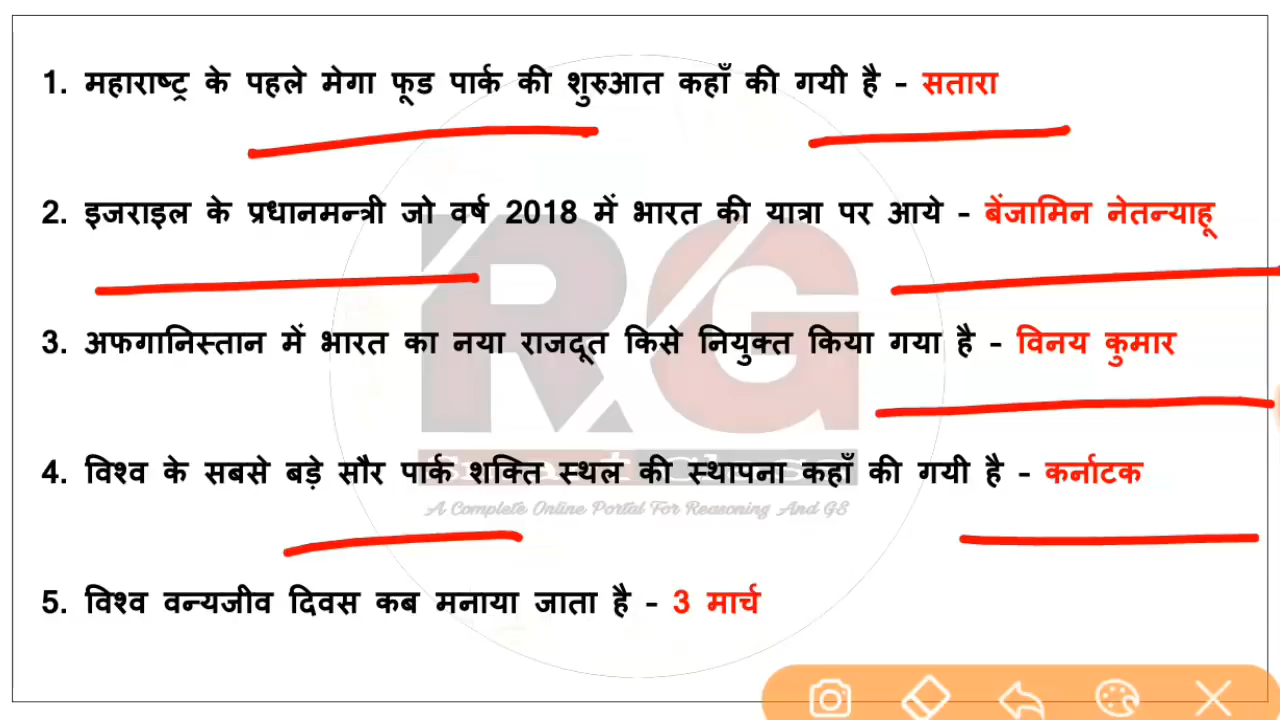 1. महाराष्ट्र के पहले मेगा फूड पार्क की शुरुआत कहाँ की गयी है - सतारा
2. इजराइल के प्रधानमन्त्री जो वर्ष 2018 में भारत की यात्रा पर आये - बेंजामिन नेतन्याहू
3. अफगानिस्तान में भारत का नया राजदूत किसे नियुक्त किया गया है - विनय कुमार
4. विश्व के सबसे बड़े सौर पार्क शक्ति स्थल की स्थापना कहाँ की गयी है - कर्नाटक
A Complete Online Portal For Reasoning And GS
5. विश्व वन्यजीव दिवस कब मनाया जाता है - 3 मार्च